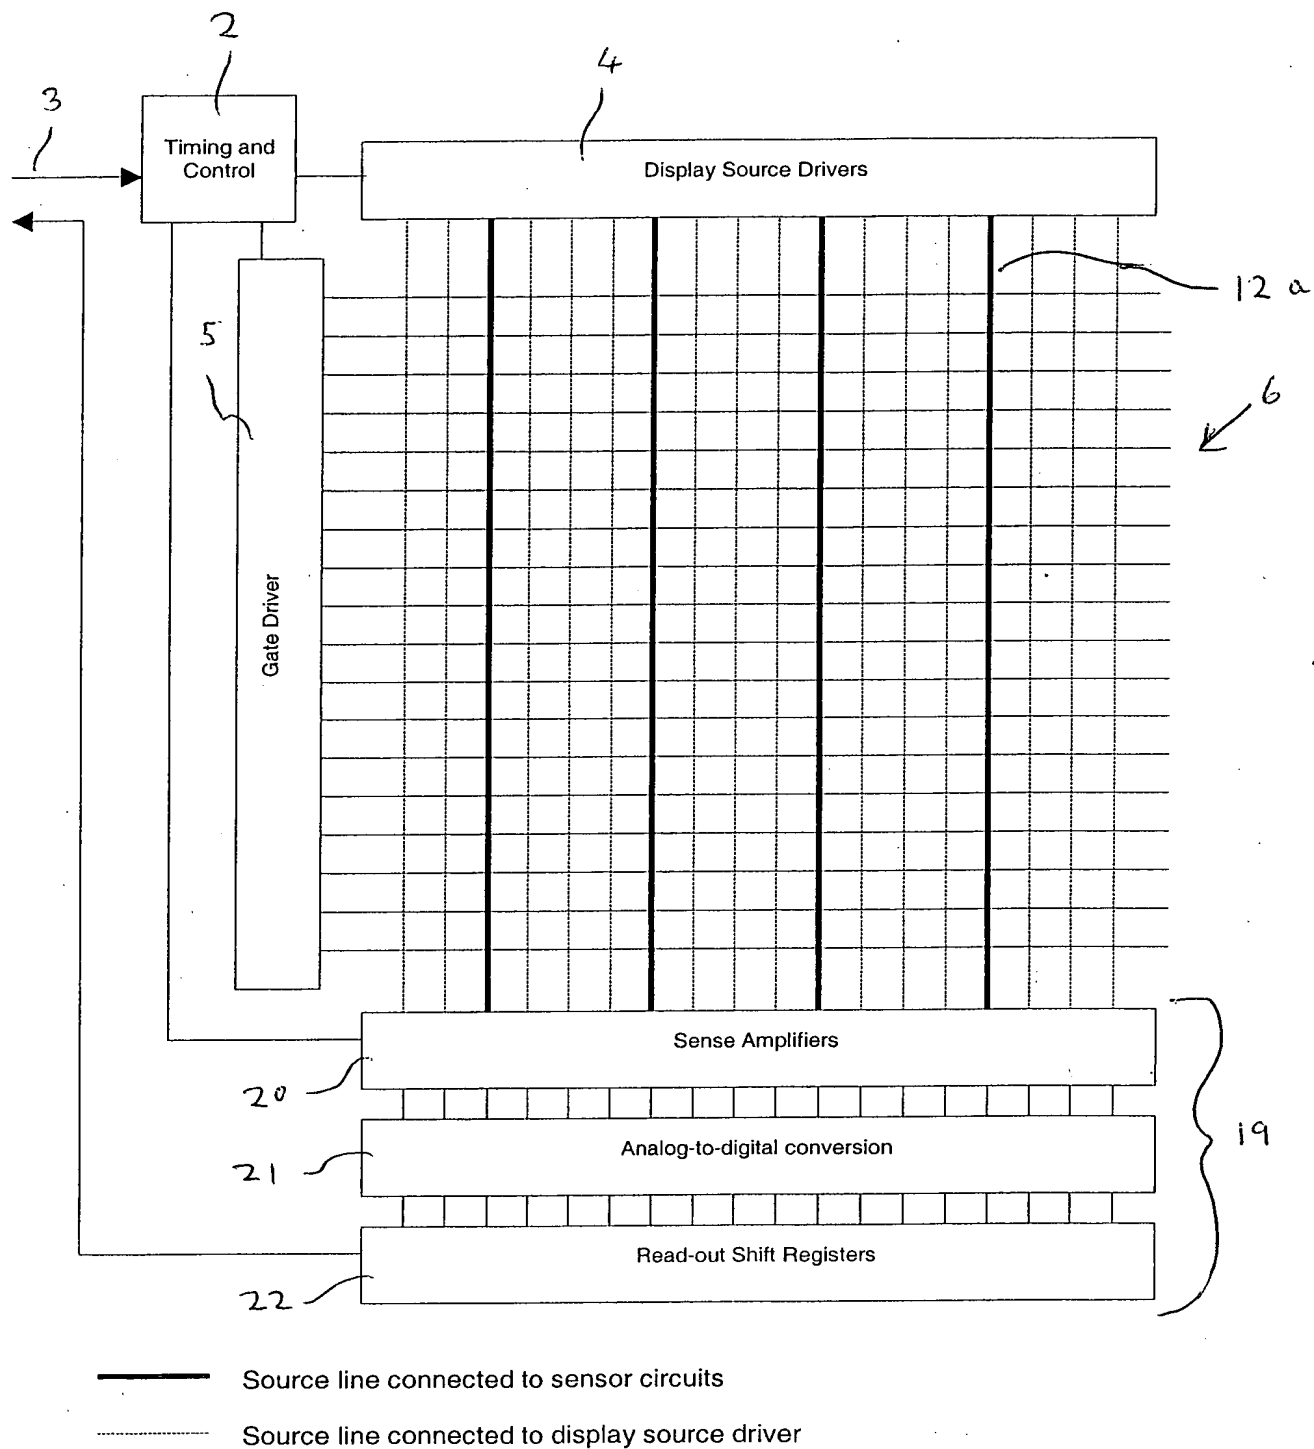 2
4
3
Timing and
Control
Display Source Drivers
12a
5
6
Gate Driver
Sense Amplifiers
20
19
Analog-to-digital conversion
21
Read-out Shift Registers
22
Source line connected to sensor circuits
Source line connected to display source driver